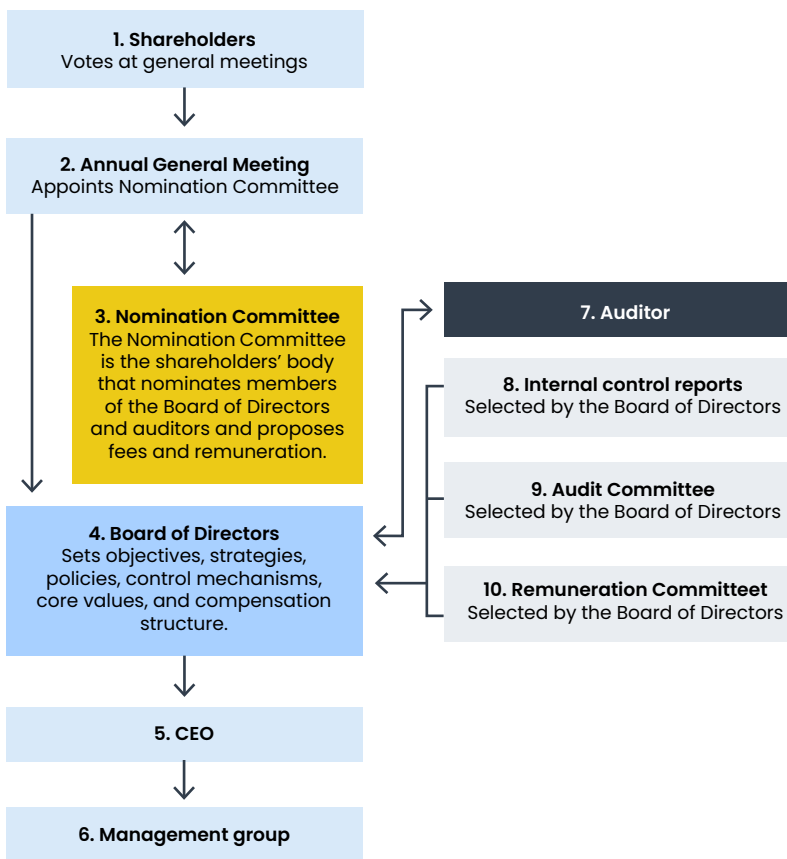 1. Shareholders
Votes at general meetings
2. Annual General Meeting
Appoints Nomination Committee
3. Nomination Committee
The Nomination Committee
is the shareholders’ body
that nominates members
of the Board of Directors
and auditors and proposes
fees and remuneration.
4. Board of Directors
Sets objectives, strategies,
policies, control mechanisms,
core values, and compensation
structure.
5. CEO
6. Management group
7. Auditor
8. Internal control reports
Selected by the Board of Directors
9. Audit Committee
Selected by the Board of Directors
10. Remuneration Committeet
Selected by the Board of Directors